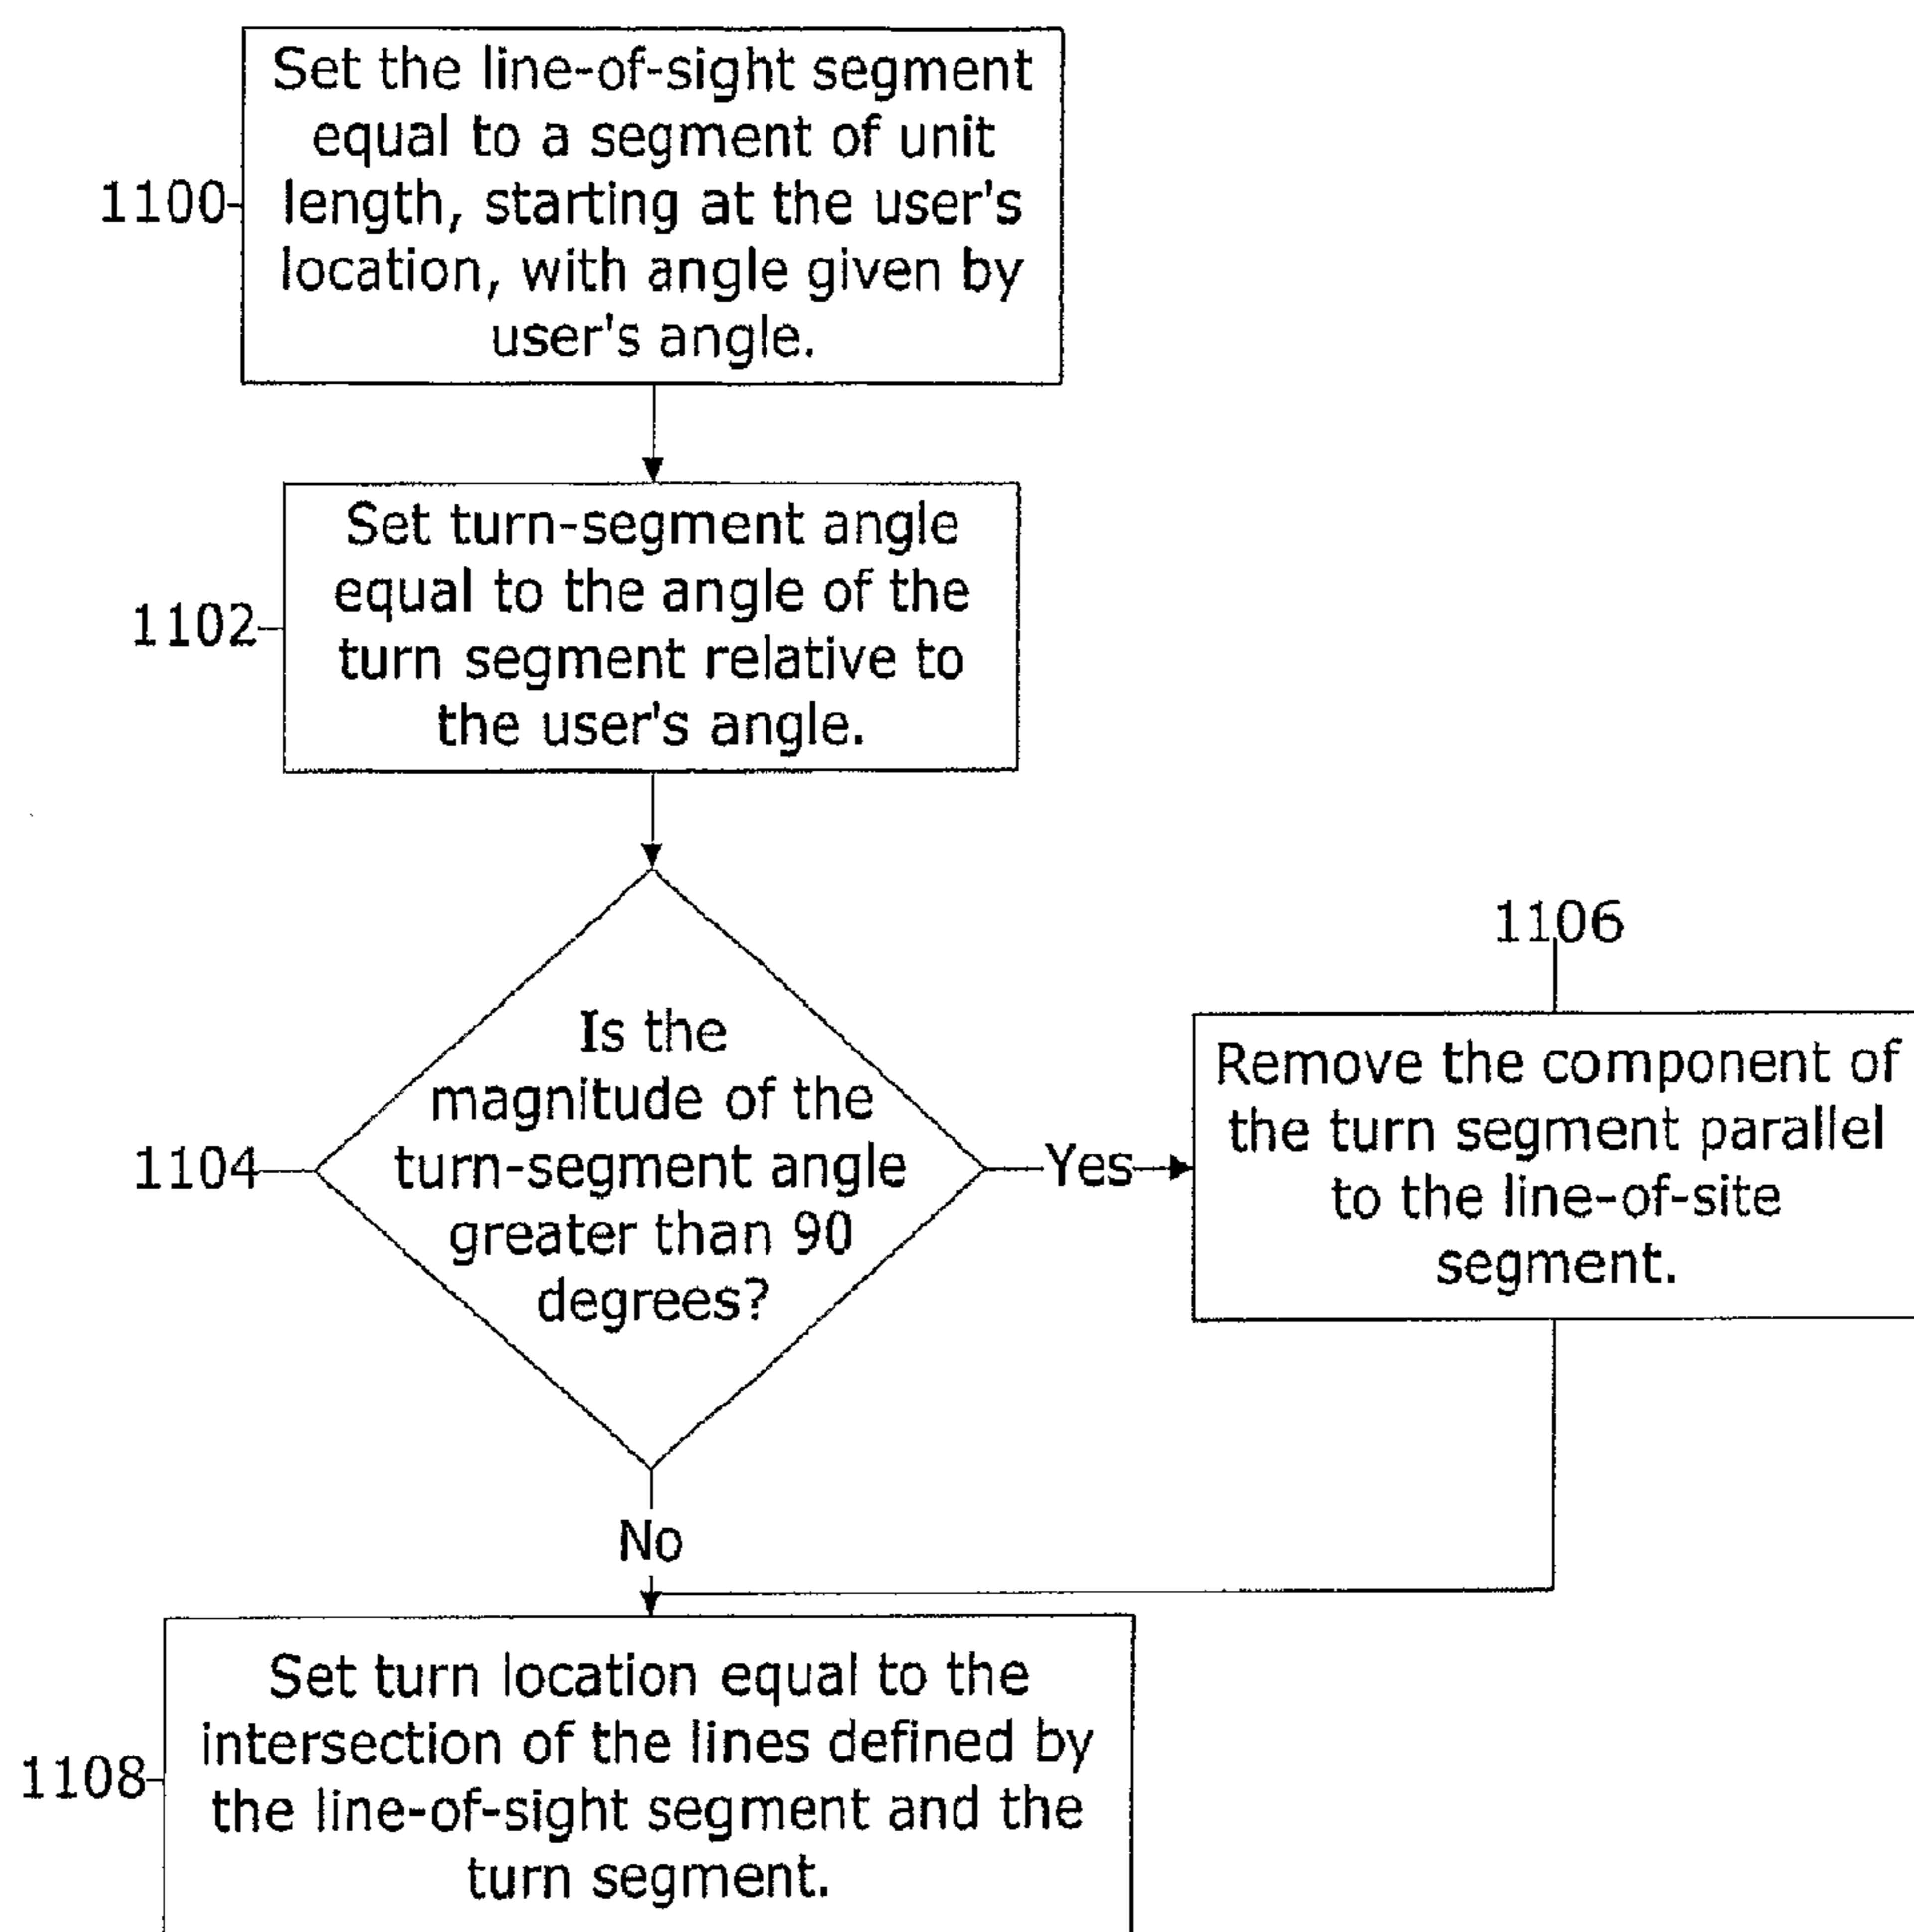 Set the line-of-sight segment
equal to a segment of unit
length, starting at the user's
location, with angle given by
user's angle.
1100
Set turn-segment angle
equal to the angle of the
turn segment relative to
the user's angle.
1102
Is the
magnitude of the
turn-segment angle
greater than 90
degrees?
1104
Yes
1106
Remove the component of
the turn segment parallel
to the line-of-site
segment.
No
Set turn location equal to the
intersection of the lines defined by
the line-of-sight segment and the
turn segment.
1108